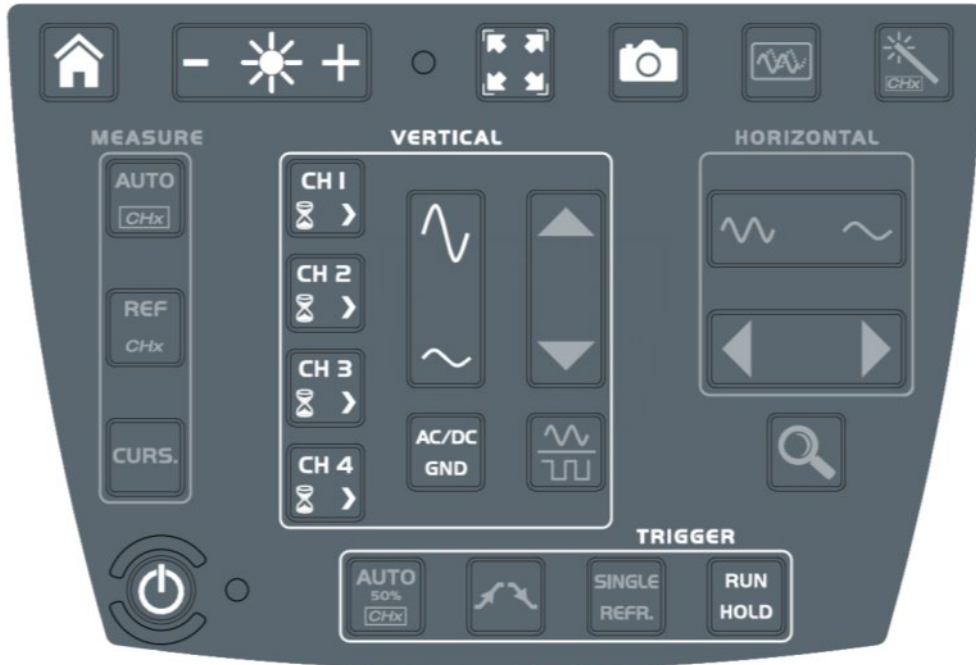 - +
CHx
MEASURE
VERTICAL
HORIZONTAL
AUTO
CHx
REF
CHx
CURS.
CH 1
CH 2
CH 3
CH 4
AC/DC
GND
TRIGGER
AUTO
50%
CHx
SINGLE
REFR.
RUN
HOLD